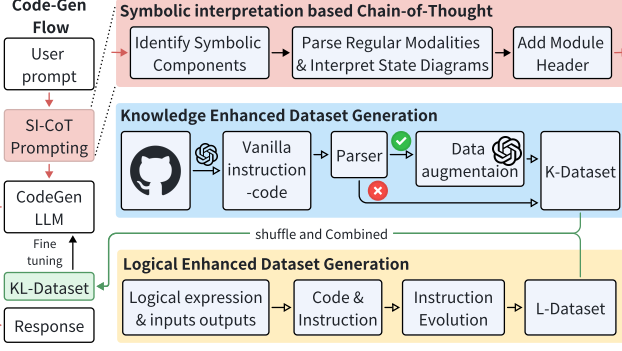 Code-Gen
Flow
User
prompt
SI-CoT
Prompting
CodeGen
LLM
Fine
tuning
KL-Dataset
Response
Symbolic interpretation based Chain-of-Thought
Identify Symbolic
Components
Parse Regular Modalities
& Interpret State Diagrams
Add Module
Header
Knowledge Enhanced Dataset Generation
Vanilla
instruction
-code
Parser
Data
augmentaion
K-Dataset
shuffle and Combined
Logical Enhanced Dataset Generation
Logical expression
& inputs outputs
Code &
Instruction
Instruction
Evolution
L-Dataset